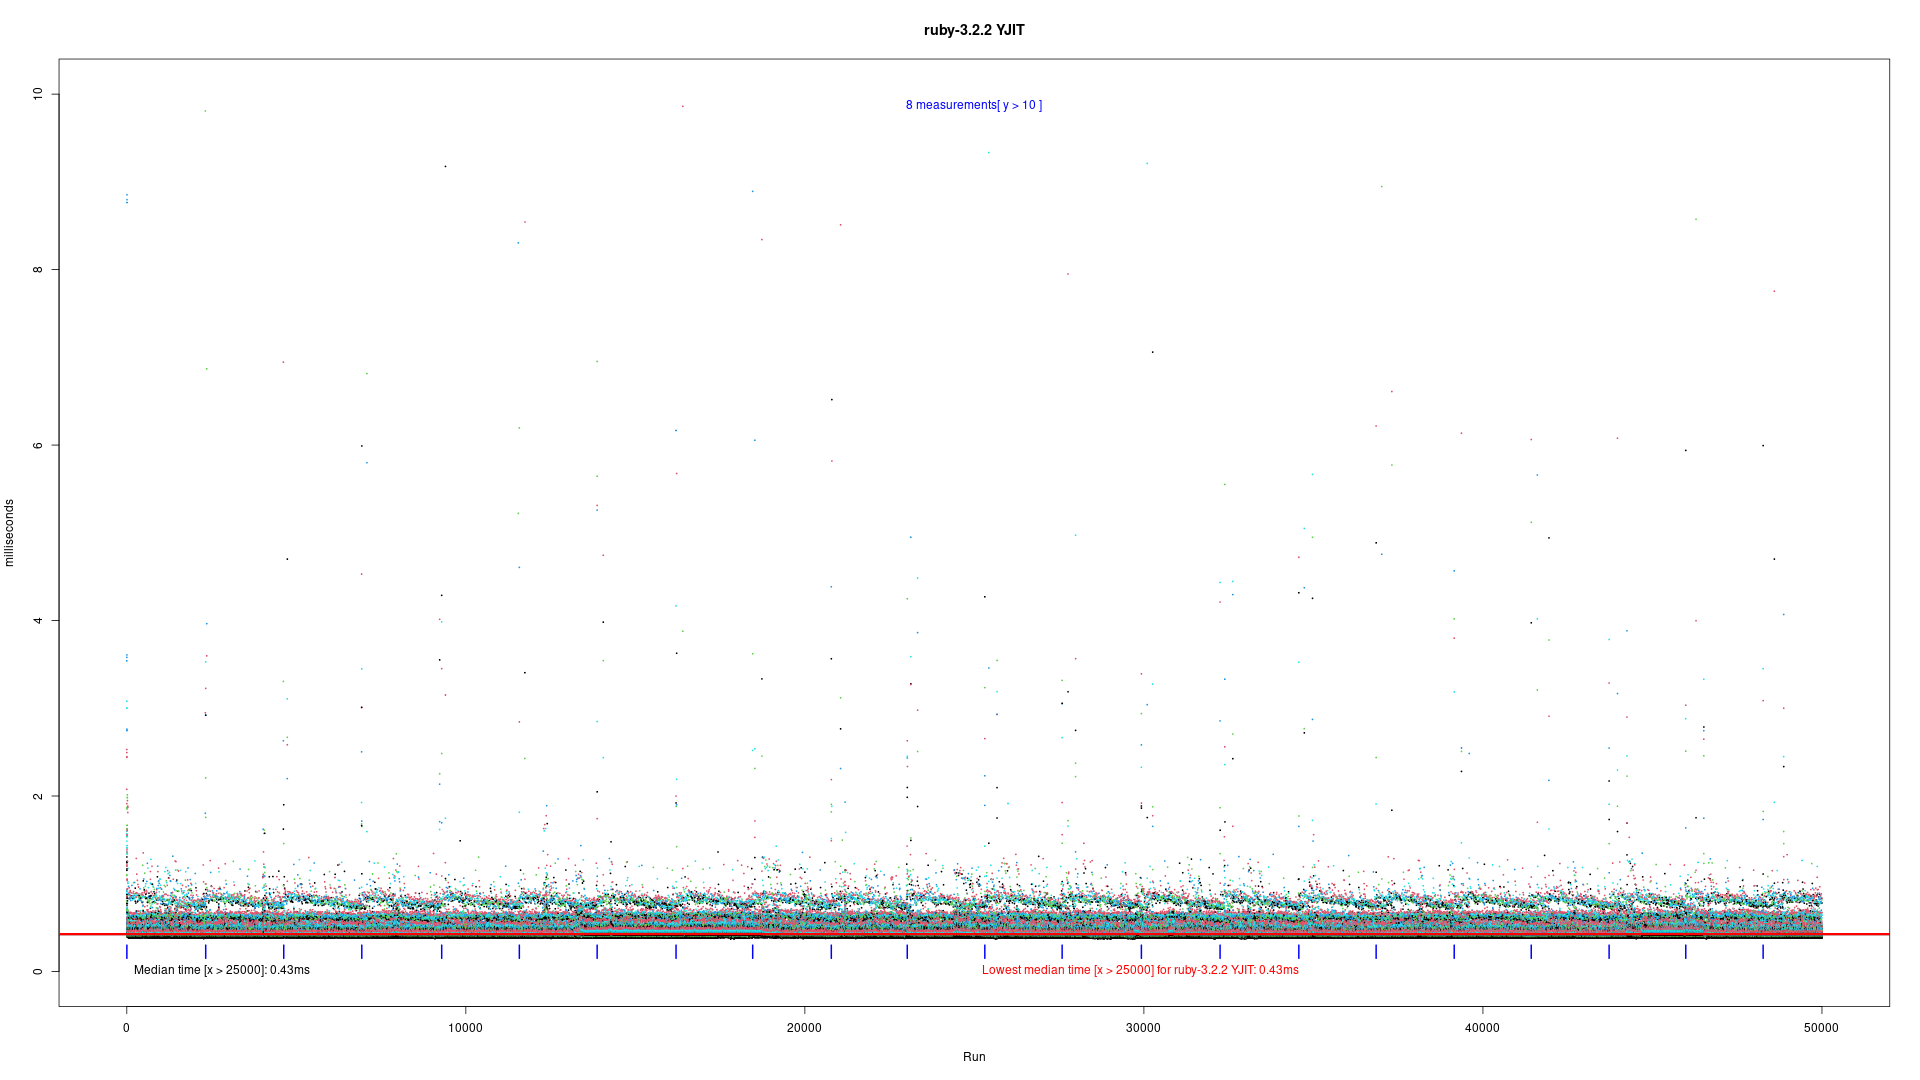 ruby-3.2.2 YJIT
8 measurements[ y > 10 ]
10
8
6
4
2
0
milliseconds
Median time [x > 25000]: 0.43ms
Lowest median time [x > 25000] for ruby-3.2.2 YJIT: 0.43ms
0 10000 20000 30000 40000 50000
Run